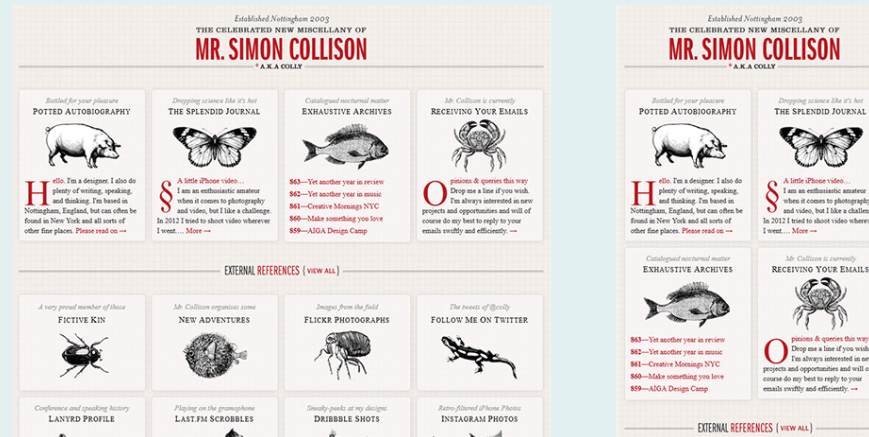 Established Nottingham 2003
THE CELEBRATED NEW MISCELLANY OF
MR. SIMON COLLISON
* A.K.A COLLY
Bottled for your pleasure
POTTED AUTOBIOGRAPHY
Hello. I'm a designer. I also do
plenty of writing, speaking,
and thinking. I'm based in
Nottingham, England, but can often be
found in New York and all sorts of
other fine places. Please read on →
Dropping science like it's hot
THE SPLENDID JOURNAL
§ A little iPhone video…
I am an enthusiastic amateur
when it comes to photography
and video, but I like a challenge.
In 2012 I tried to shoot video wherever
I went.… More →
Catalogued nocturnal matter
EXHAUSTIVE ARCHIVES
863—Yet another year in review
862—Yet another year in music
861—Creative Mornings NYC
860—Make something you love
859—AIGA Design Camp
Mr. Collison is currently
RECEIVING YOUR EMAILS
Opinions & queries this way
Drop me a line if you wish.
I'm always interested in new
projects and opportunities and will of
course do my best to reply to your
emails swiftly and efficiently. →
EXTERNAL REFERENCES ( VIEW ALL )
A very proud member of those
FICTIVE KIN
Mr. Collison organises some
NEW ADVENTURES
Images from the field
FLICKR PHOTOGRAPHS
The tweets of @colly
FOLLOW ME ON TWITTER
Conference and speaking history
LANYRD PROFILE
Playing on the gramophone
LAST.FM SCROBBLES
Sneaky-peaks at my designs
DRIBBBLE SHOTS
Retro-filtered iPhone Photos
INSTAGRAM PHOTOS
Established Nottingham 2003
THE CELEBRATED NEW MISCELLANY OF
MR. SIMON COLLISON
* A.K.A COLLY
Bottled for your pleasure
POTTED AUTOBIOGRAPHY
Hello. I'm a designer. I also do
plenty of writing, speaking,
and thinking. I'm based in
Nottingham, England, but can often be
found in New York and all sorts of
other fine places. Please read on →
Dropping science like it's hot
THE SPLENDID JOURNAL
§ A little iPhone video…
I am an enthusiastic amateur
when it comes to photography
and video, but I like a challe
In 2012 I tried to shoot video wherever
I went.… More →
Catalogued nocturnal matter
EXHAUSTIVE ARCHIVES
863—Yet another year in review
862—Yet another year in music
861—Creative Mornings NYC
860—Make something you love
859—AIGA Design Camp
Mr. Collison is currently
RECEIVING YOUR EMAILS
Opinions & queries this way
Drop me a line if you wish
I'm always interested in ne
projects and opportunities and will o
course do my best to reply to your
emails swiftly and efficiently. →
EXTERNAL REFERENCES ( VIEW ALL )